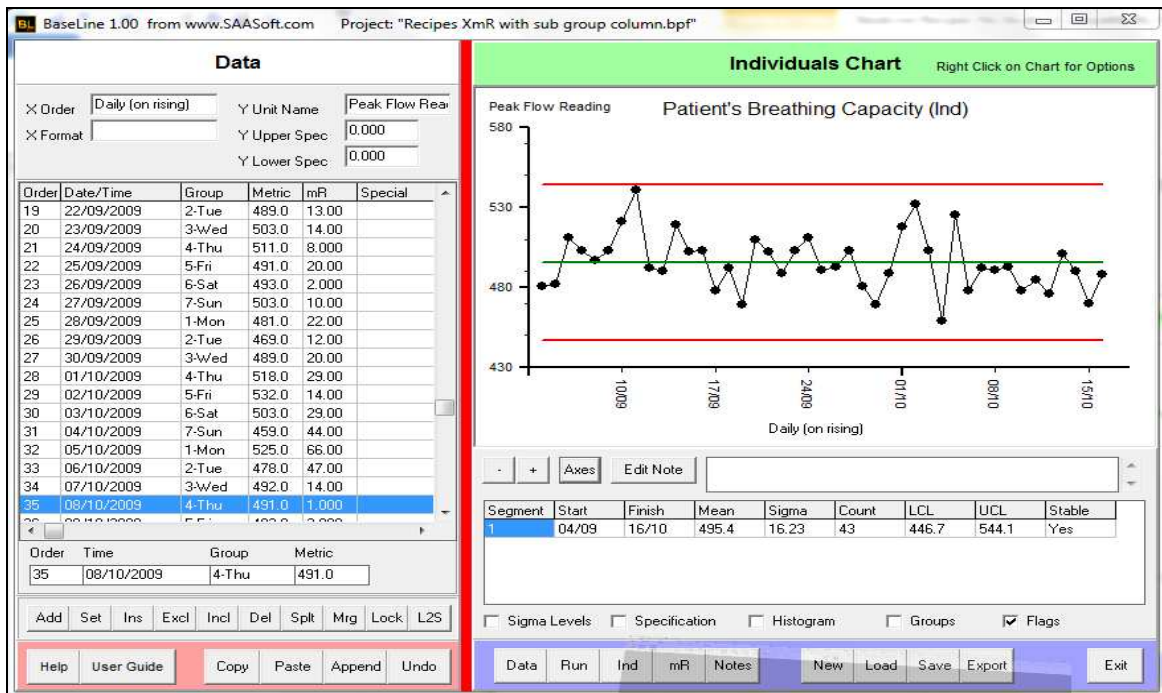 BL BaseLine 1.00 from www.SAASoft.com Project: "Recipes XmR with sub group column.bpf"
Data
X Order Daily (on rising) Y Unit Name Peak Flow Rea
X Format Y Upper Spec 0.000
Y Lower Spec 0.000
Order Date/Time Group Metric mR Special
19 22/09/2009 2-Tue 489.0 13.00
20 23/09/2009 3-Wed 503.0 14.00
21 24/09/2009 4-Thu 511.0 8.000
22 25/09/2009 5-Fri 491.0 20.00
23 26/09/2009 6-Sat 493.0 2.000
24 27/09/2009 7-Sun 503.0 10.00
25 28/09/2009 1-Mon 481.0 22.00
26 29/09/2009 2-Tue 469.0 12.00
27 30/09/2009 3-Wed 489.0 20.00
28 01/10/2009 4-Thu 518.0 29.00
29 02/10/2009 5-Fri 532.0 14.00
30 03/10/2009 6-Sat 503.0 29.00
31 04/10/2009 7-Sun 459.0 44.00
32 05/10/2009 1-Mon 525.0 66.00
33 06/10/2009 2-Tue 478.0 47.00
34 07/10/2009 3-Wed 492.0 14.00
35 08/10/2009 4-Thu 491.0 1.000
Order Time Group Metric
35 08/10/2009 4-Thu 491.0
Add Set Ins Excl Incl Del Splt Mrg Lock L2S
Help User Guide Copy Paste Append Undo
Individuals Chart Right Click on Chart for Options
Peak Flow Reading Patient's Breathing Capacity (Ind)
580
530
480
430
10/09 17/09 24/09 01/10 08/10 15/10
Daily (on rising)
- + Axes Edit Note
Segment Start Finish Mean Sigma Count LCL UCL Stable
1 04/09 16/10 495.4 16.23 43 446.7 544.1 Yes
Sigma Levels Specification Histogram Groups Flags
Data Run Ind mR Notes New Load Save Export Exit